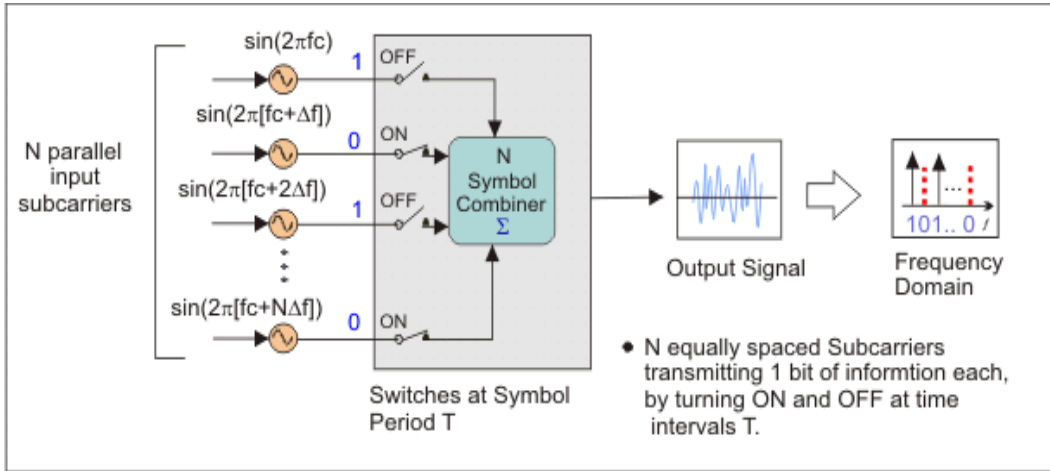 sin(2πfc)
1
OFF
sin(2π[fc+Δf])
0
ON
N parallel
input
subcarriers
sin(2π[fc+2Δf])
1
OFF
N
Symbol
Combiner
Σ
sin(2π[fc+NΔf])
0
ON
Switches at Symbol
Period T
Output Signal
...
101.. 0 f
Frequency
Domain
• N equally spaced Subcarriers
transmitting 1 bit of informtion each,
by turning ON and OFF at time
intervals T.